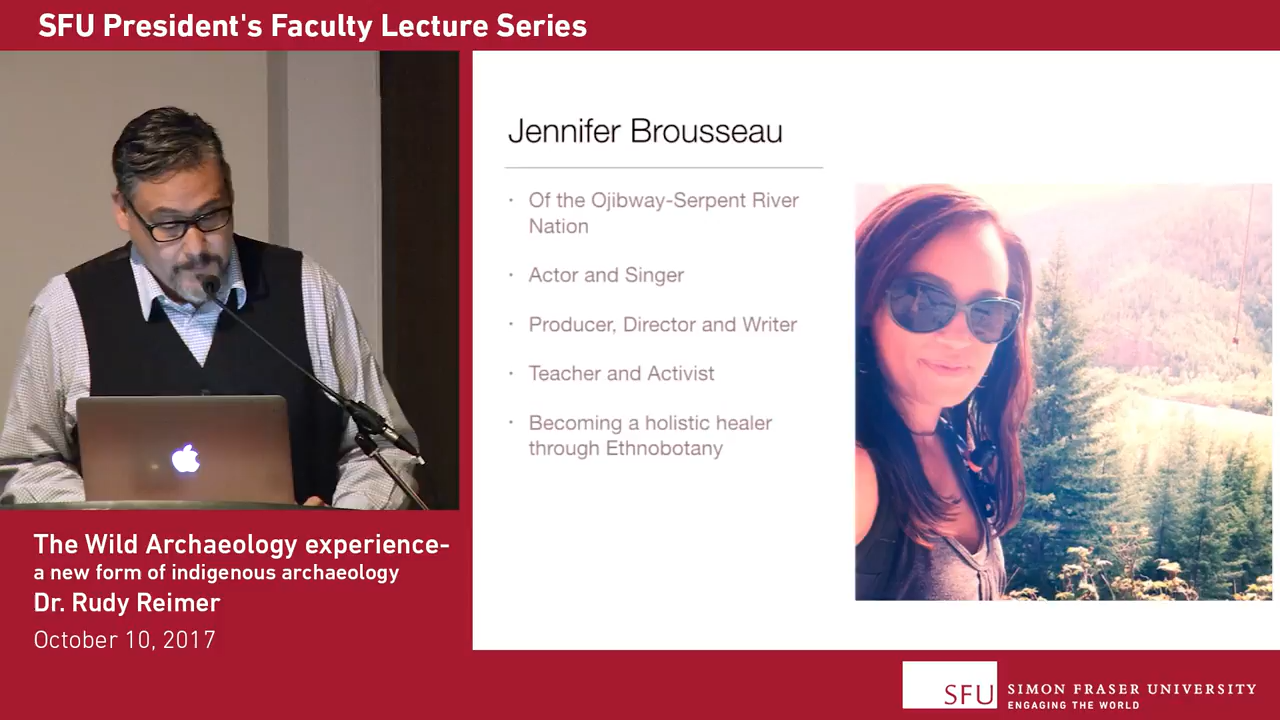 SFU President's Faculty Lecture Series
Jennifer Brousseau
· Of the Ojibway-Serpent River
Nation
· Actor and Singer
· Producer, Director and Writer
· Teacher and Activist
· Becoming a holistic healer
through Ethnobotany
The Wild Archaeology experience-
a new form of indigenous archaeology
Dr. Rudy Reimer
October 10, 2017
SFU
SIMON FRASER UNIVERSITY
ENGAGING THE WORLD